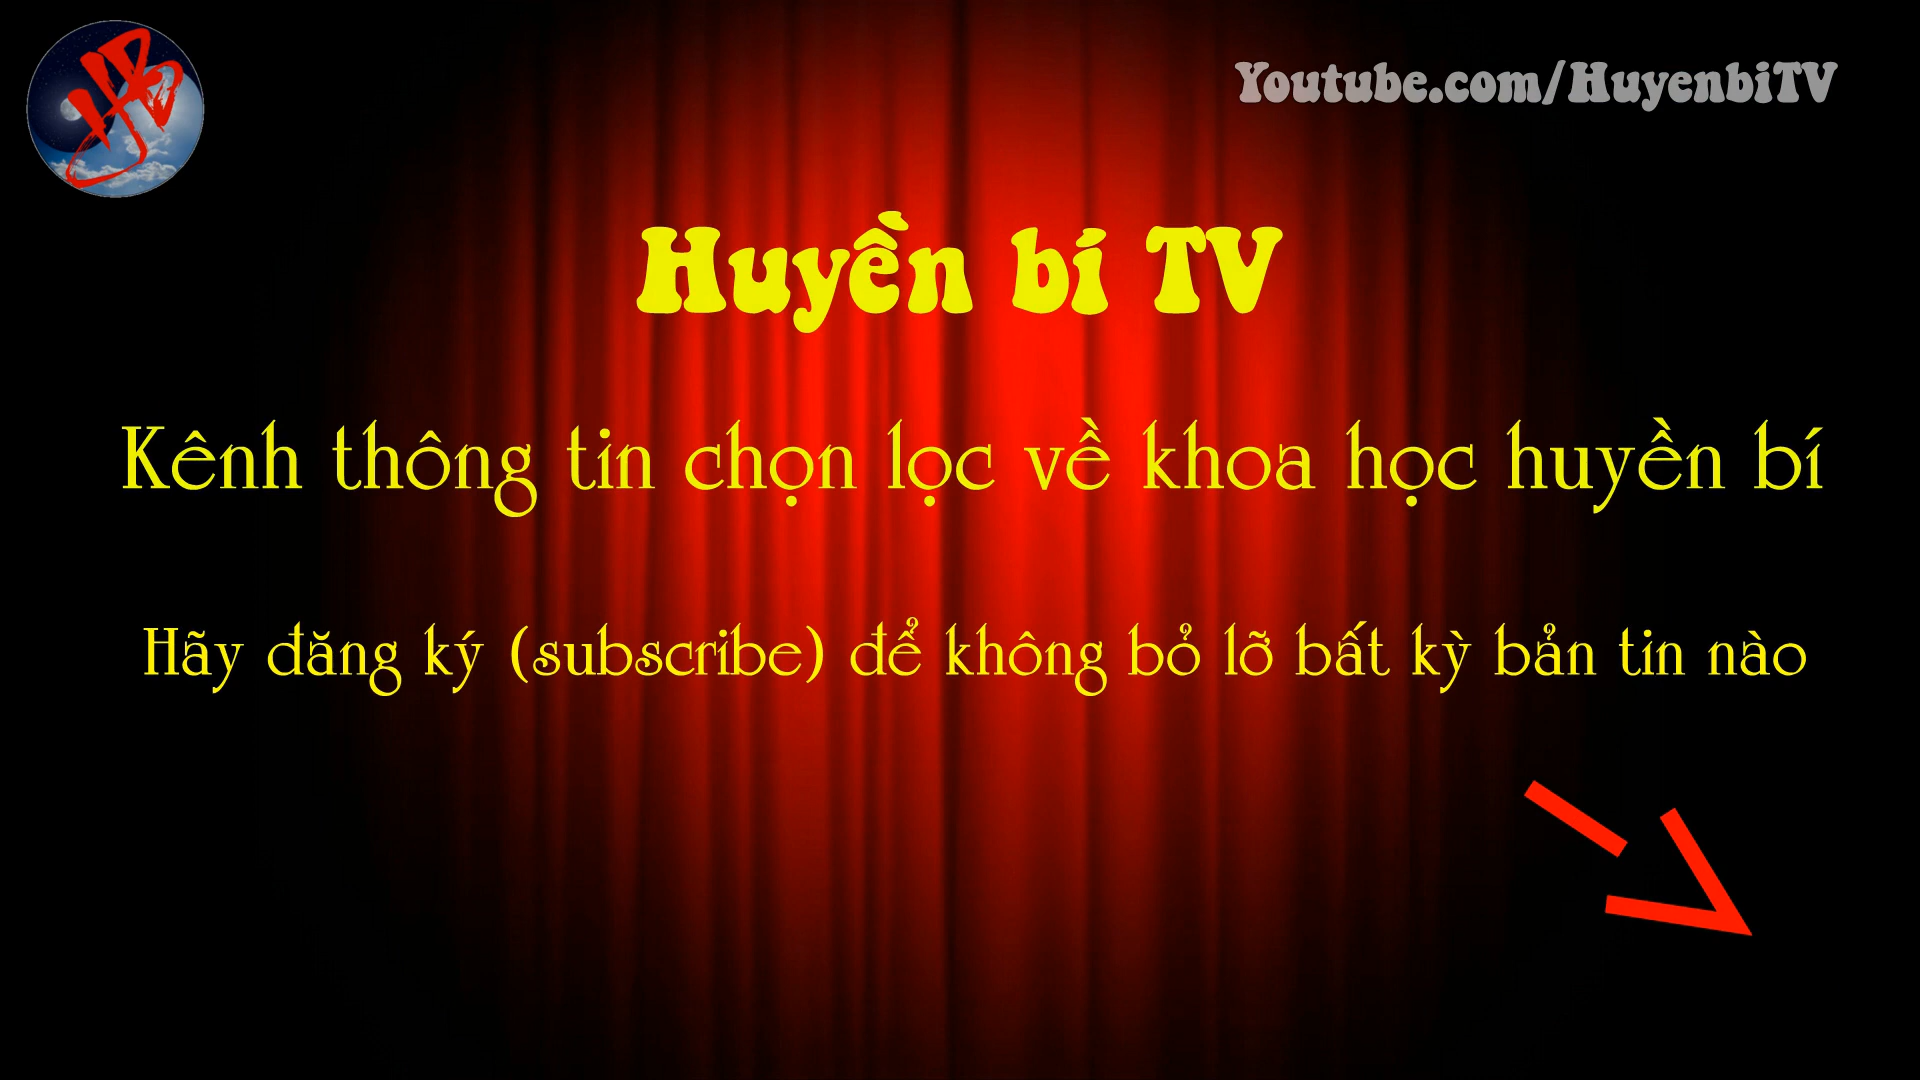 HB
Youtube.com/HuyenbiTV
Huyền bí TV
Kênh thông tin chọn lọc về khoa học huyền bí
Hãy đăng ký (subscribe) để không bỏ lỡ bất kỳ bản tin nào